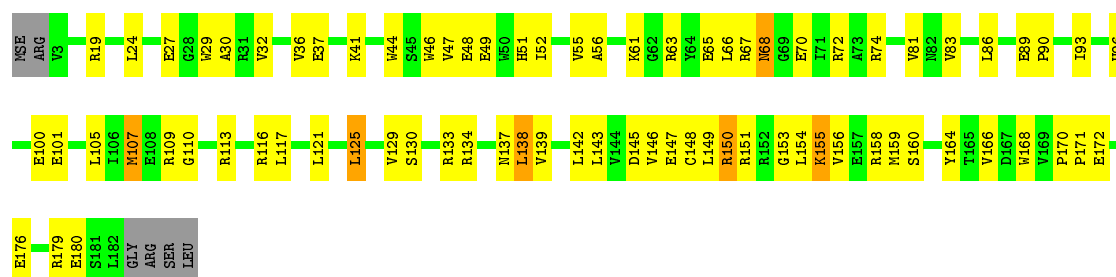 MSE ARG V3 R19 L24 E27 G28 W29 A30 R31 V32 V36 E37 K41 W44 S45 W46 V47 E48 E49 W50 H51 I52 V55 A56 K61 G62 R63 Y64 E65 L66 R67 N68 G69 E70 I71 R72 A73 R74 V81 N82 V83 L86 E89 P90 I93
E100 E101 L105 I106 M107 E108 R109 G110 R113 R116 L117 L121 L125 V129 S130 R133 R134 N137 L138 V139 L142 L143 V144 D145 V146 E147 C148 L149 R150 R151 R152 G153 L154 K155 V156 E157 R158 M159 S160 Y164 T165 V166 D167 W168 V169 P170 P171 E172
E176 R179 E180 S181 L182 GLY ARG SER LEU